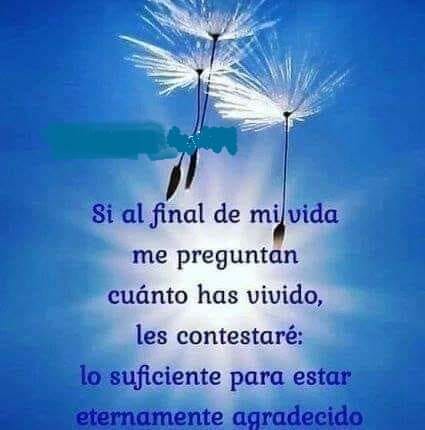 Si al final de mi vida
me preguntan
cuánto has vivido,
les contestaré:
lo suficiente para estar
eternamente agradecido